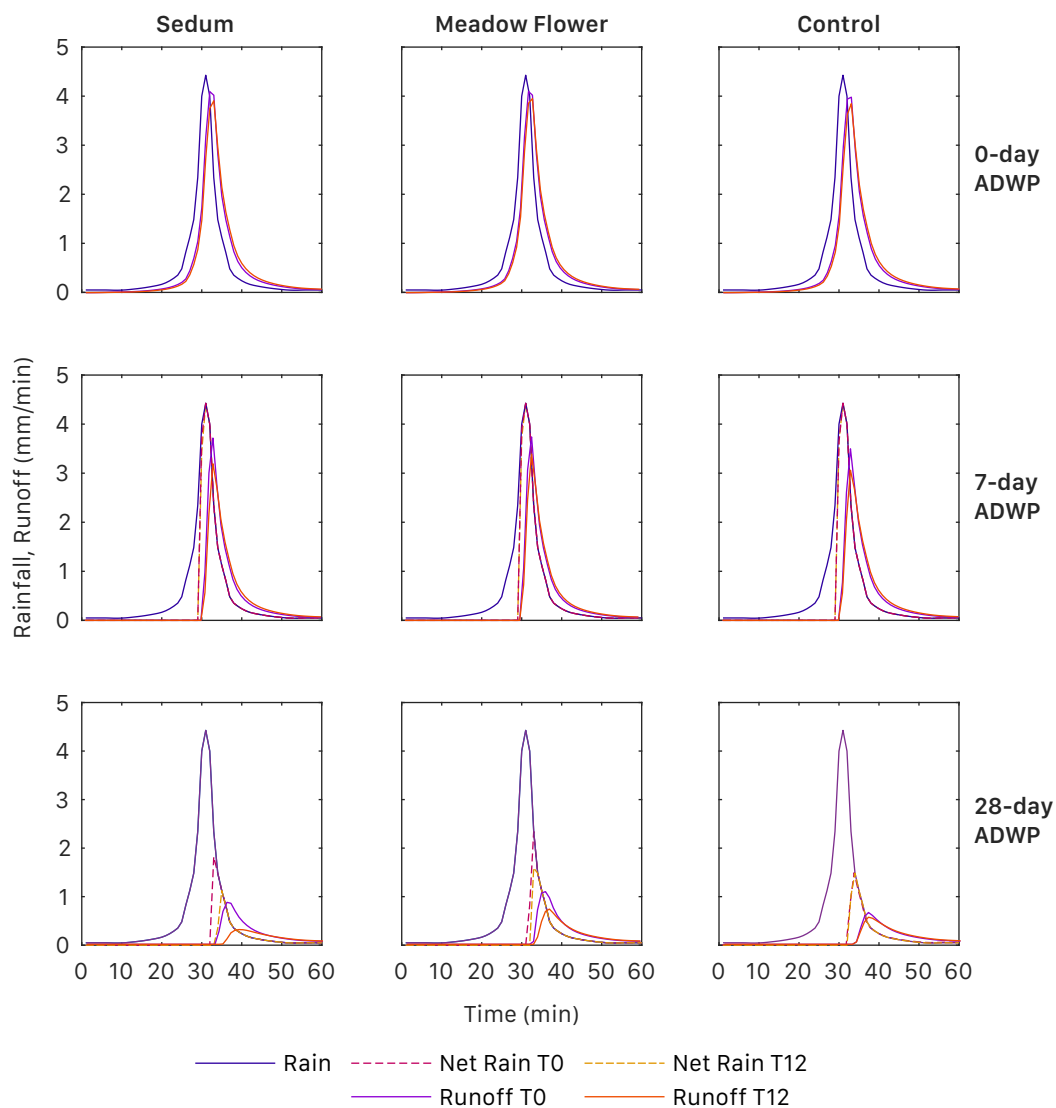 Sedum Meadow Flower Control
5
4
3
2
1
0
0-day
ADWP
5
4
3
2
1
0
7-day
ADWP
Rainfall, Runoff (mm/min)
5
4
3
2
1
0
28-day
ADWP
0 10 20 30 40 50 60 0 10 20 30 40 50 60 0 10 20 30 40 50 60
Time (min)
Rain Net Rain T0 Net Rain T12
Runoff T0 Runoff T12